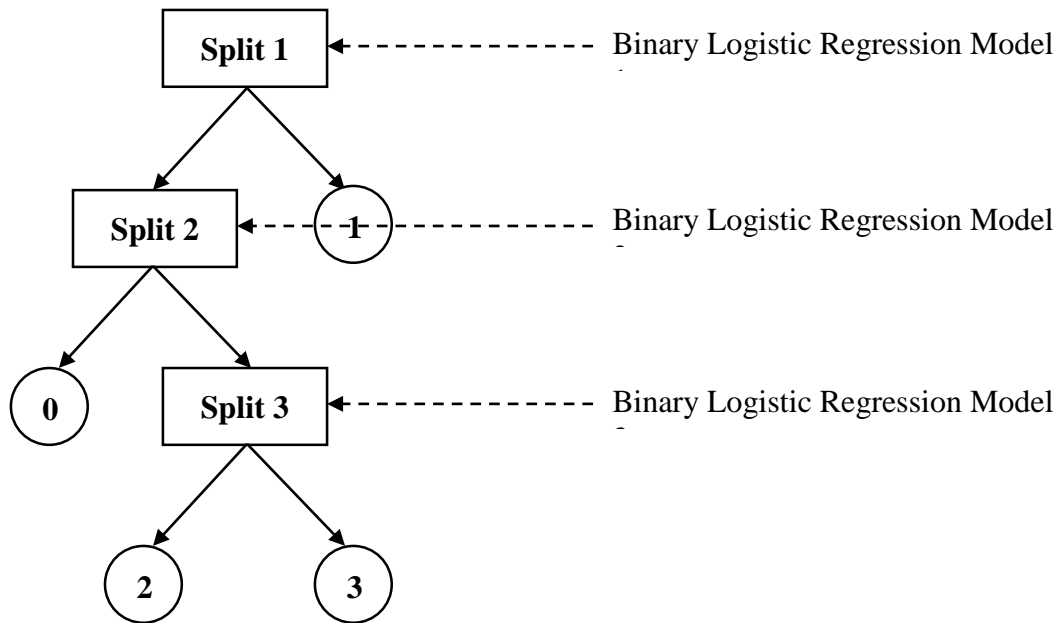 Split 1
Binary Logistic Regression Model
Split 2
1
Binary Logistic Regression Model
0
Split 3
Binary Logistic Regression Model
2
3